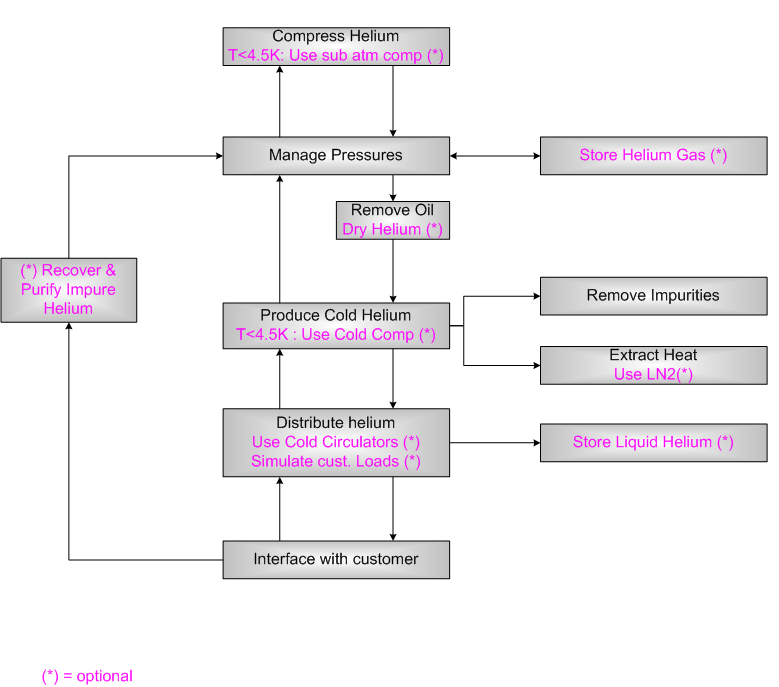 Compress Helium
T<4.5K: Use sub atm comp (*)
Manage Pressures
Store Helium Gas (*)
Remove Oil
Dry Helium (*)
(*) Recover &
Purify Impure
Helium
Produce Cold Helium
T<4.5K : Use Cold Comp (*)
Remove Impurities
Extract Heat
Use LN2(*)
Distribute helium
Use Cold Circulators (*)
Simulate cust. Loads (*)
Store Liquid Helium (*)
Interface with customer
(*) = optional